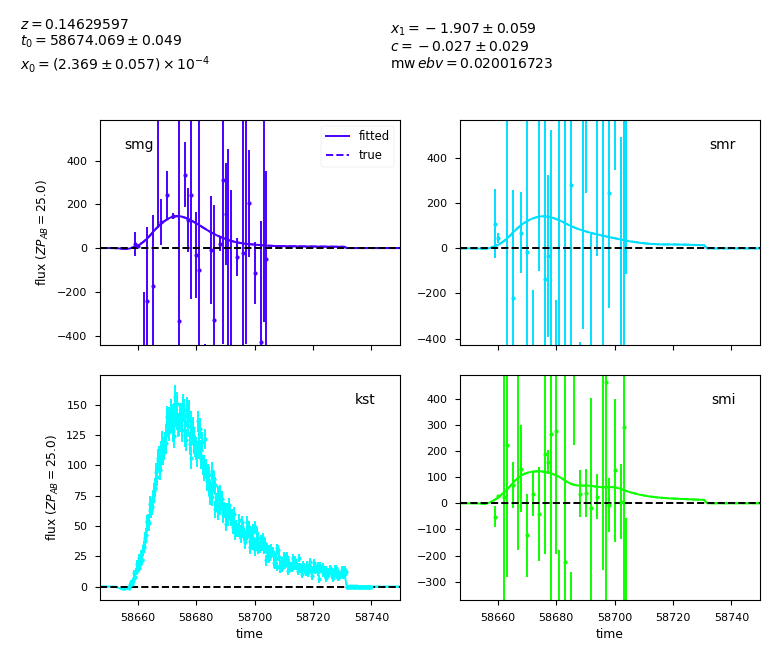 z = 0.14629597
t0 = 58674.069 ± 0.049
x0 = (2.369 ± 0.057) × 10^−4
x1 = −1.907 ± 0.059
c = −0.027 ± 0.029
mw ebv = 0.020016723
smg
fitted
true
flux (ZP_AB = 25.0)
400
200
0
−200
−400
smr
400
200
0
−200
−400
kst
flux (ZP_AB = 25.0)
150
125
100
75
50
25
0
58660 58680 58700 58720 58740
time
smi
400
300
200
100
0
−100
−200
−300
58660 58680 58700 58720 58740
time